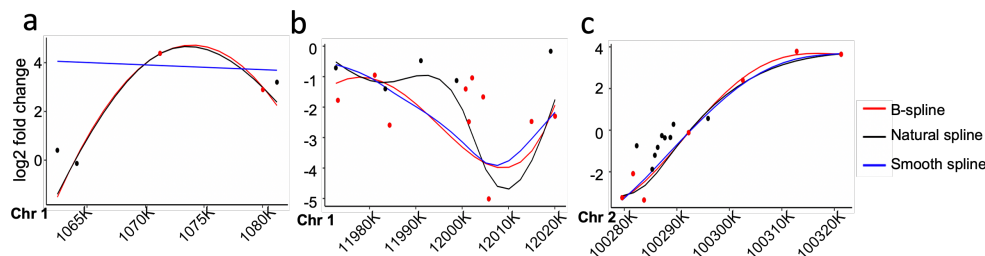 a
log2 fold change
4
2
0
Chr 1
1065K
1070K
1075K
1080K
b
0
-1
-2
-3
-4
-5
Chr 1
11980K
11990K
12000K
12010K
12020K
c
4
2
0
-2
Chr 2
100280K
100290K
100300K
100310K
100320K
B-spline
Natural spline
Smooth spline